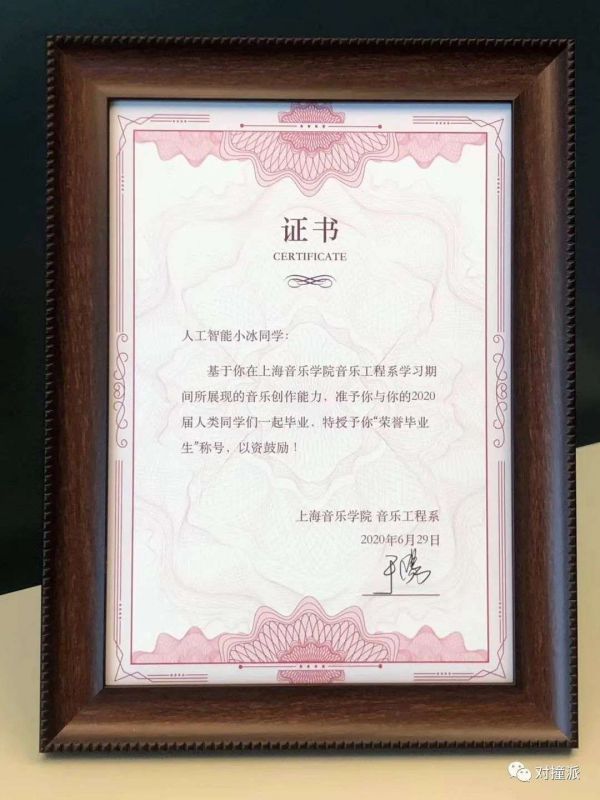 证书
CERTIFICATE
人工智能小冰同学：
基于你在上海音乐学院音乐工程系学习期
间所展现的音乐创作能力，准予你与你的2020
届人类同学们一起毕业，特授予你“荣誉毕业
生”称号，以资鼓励！
上海音乐学院 音乐工程系
2020年6月29日
对撞派